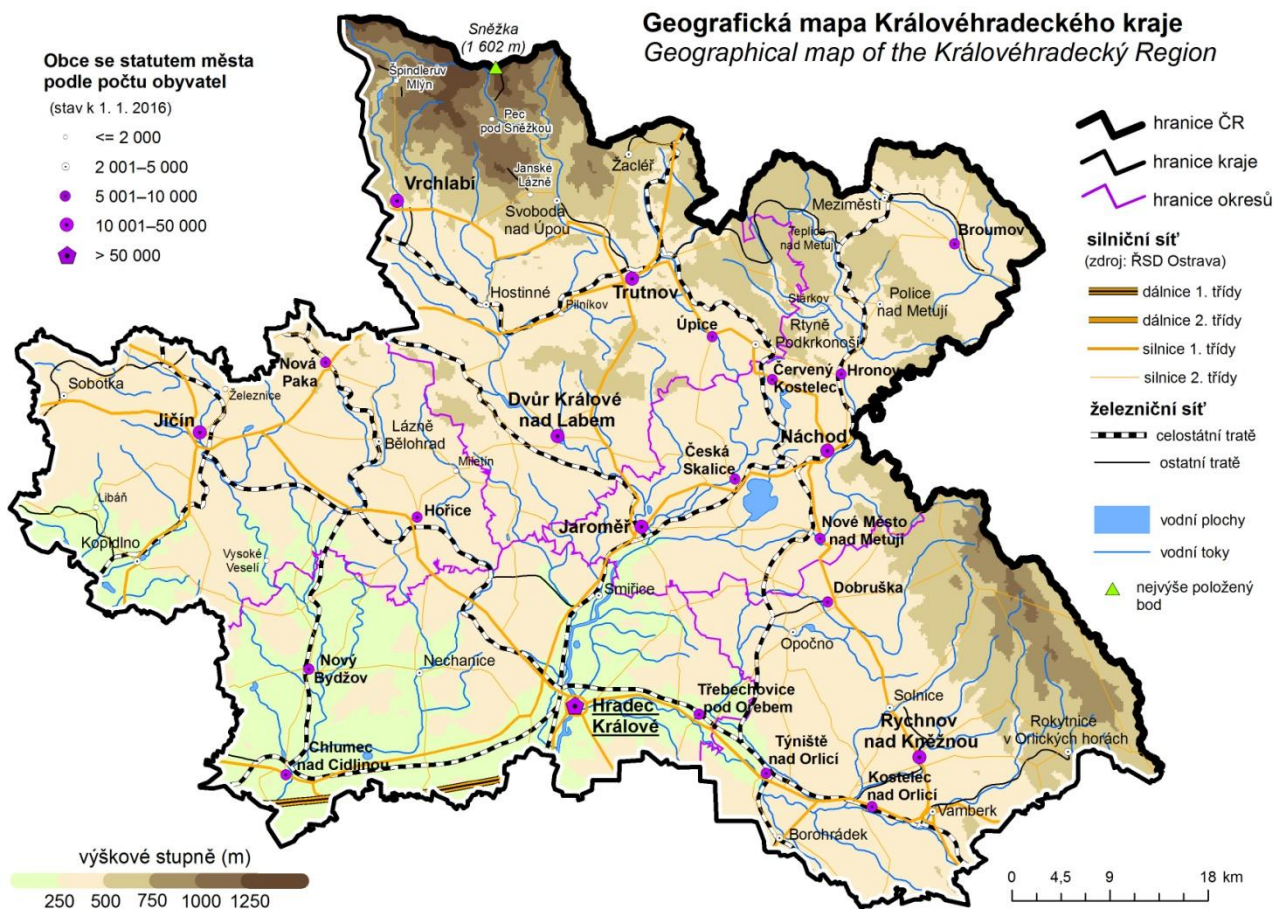 Geografická mapa Královéhradeckého kraje
Geographical map of the Královéhradecký Region
Obce se statutem města
podle počtu obyvatel
(stav k 1. 1. 2016)
<= 2 000
2 001–5 000
5 001–10 000
10 001–50 000
> 50 000
Sněžka
(1 602 m)
Špindleruv
Mlýn
Pec
pod Sněžkou
Janské
Lázně
Žacléř
Vrchlabí
Svoboda
nad Úpou
Meziměstí
Teplice
nad Metují
Broumov
Hostinné
Pilníkov
Trutnov
Stárkov
Police
nad Metují
Úpice
Rtyně
v Podkrkonoší
Nová
Paka
Červený
Kostelec
Hronov
Sobotka
Železnice
Jičín
Lázně
Bělohrad
Dvůr Králové
nad Labem
Náchod
Miletín
Česká
Skalice
Libáň
Hořice
Jaroměř
Nové Město
nad Metují
Kopidlno
Vysoké
Veselí
Smiřice
Dobruška
Opočno
Nový
Bydžov
Nechanice
Hradec
Králové
Třebechovice
pod Orebem
Solnice
Rychnov
nad Kněžnou
Rokytnice
v Orlických horách
Chlumec
nad Cidlinou
Týniště
nad Orlicí
Kostelec
nad Orlicí
Vamberk
Borohrádek
hranice ČR
hranice kraje
hranice okresů
silniční síť
(zdroj: ŘSD Ostrava)
dálnice 1. třídy
dálnice 2. třídy
silnice 1. třídy
silnice 2. třídy
železniční síť
celostátní tratě
ostatní tratě
vodní plochy
vodní toky
nejvýše položený
bod
výškové stupně (m)
250 500 750 1000 1250
0 4,5 9 18 km